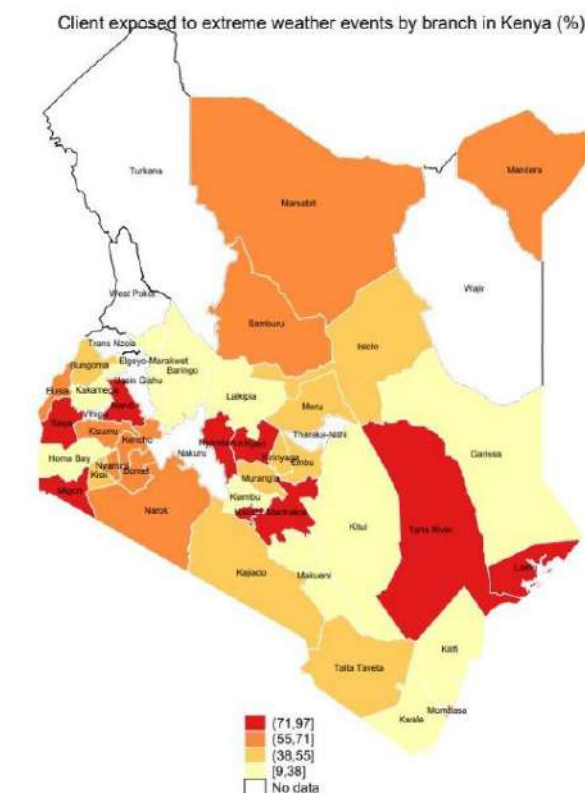 Client exposed to extreme weather events by branch in Kenya (%)
Turkana
Marsabit
Mandera
Wajir
West Pokot
Samburu
Isiolo
Trans Nzoia
Elgeyo-Marakwet
Bungoma
Baringo
Uasin Gishu
Busia
Kakamega
Laikipia
Meru
Nandi
Siaya
Vihiga
Kisumu
Kericho
Tharaka-Nithi
Garissa
Nyandarua
Nyeri
Nakuru
Kirinyaga
Embu
Homa Bay
Nyamira
Bomet
Kisii
Murang'a
Migori
Kiambu
Narok
Machakos
Kitui
Tana River
Lamu
Kajiado
Makueni
Kilifi
Taita Taveta
Mombasa
Kwale
(71,97]
(55,71]
(38,55]
[9,38]
No data